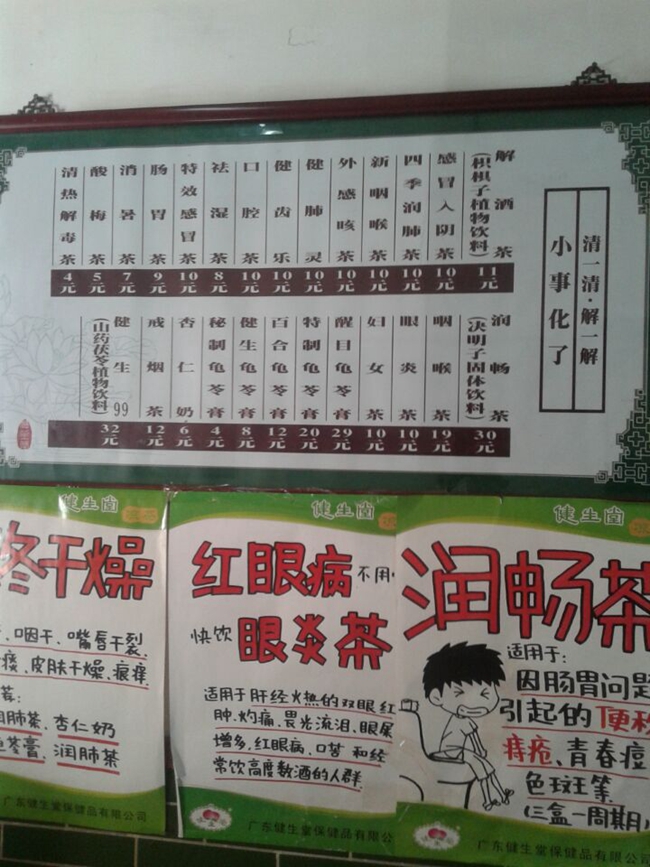 清一清·解一解
小事化了
解酒茶
(枳椇子植物饮料)
11元
感冒入阴茶
10元
四季润肺茶
10元
新咽喉茶
10元
外感咳茶
10元
健肺灵
10元
健齿乐
10元
口腔茶
10元
祛湿茶
8元
特效感冒茶
10元
肠胃茶
9元
消暑茶
7元
酸梅茶
5元
清热解毒茶
4元
润畅茶
(决明子固体饮料)
30元
咽喉茶
19元
眼炎茶
10元
妇女茶
10元
醒目龟苓膏
29元
特制龟苓膏
20元
百合龟苓膏
12元
健生龟苓膏
8元
秘制龟苓膏
4元
杏仁奶
6元
戒烟茶
12元
健生99
(山药茯苓植物饮料)
32元
健生堂
冬干燥
、咽干、嘴唇干裂
痰、皮肤干燥、瘙痒
荐:
润肺茶、杏仁奶
苓膏、润肺茶
广东健生堂保健品有限公司
健生堂
红眼病不用
快饮眼炎茶
适用于肝经火热的双眼红
肿.灼痛、畏光流泪、眼屎
增多.红眼病、口苦和经
常饮高度数酒的人群.
广东健生堂保健品有限公
健生堂
润畅茶
适用于:
因肠胃问题
引起的便秘
痔疮、青春痘
色斑王等
(三盒一周期)
广东健生堂保健品有限